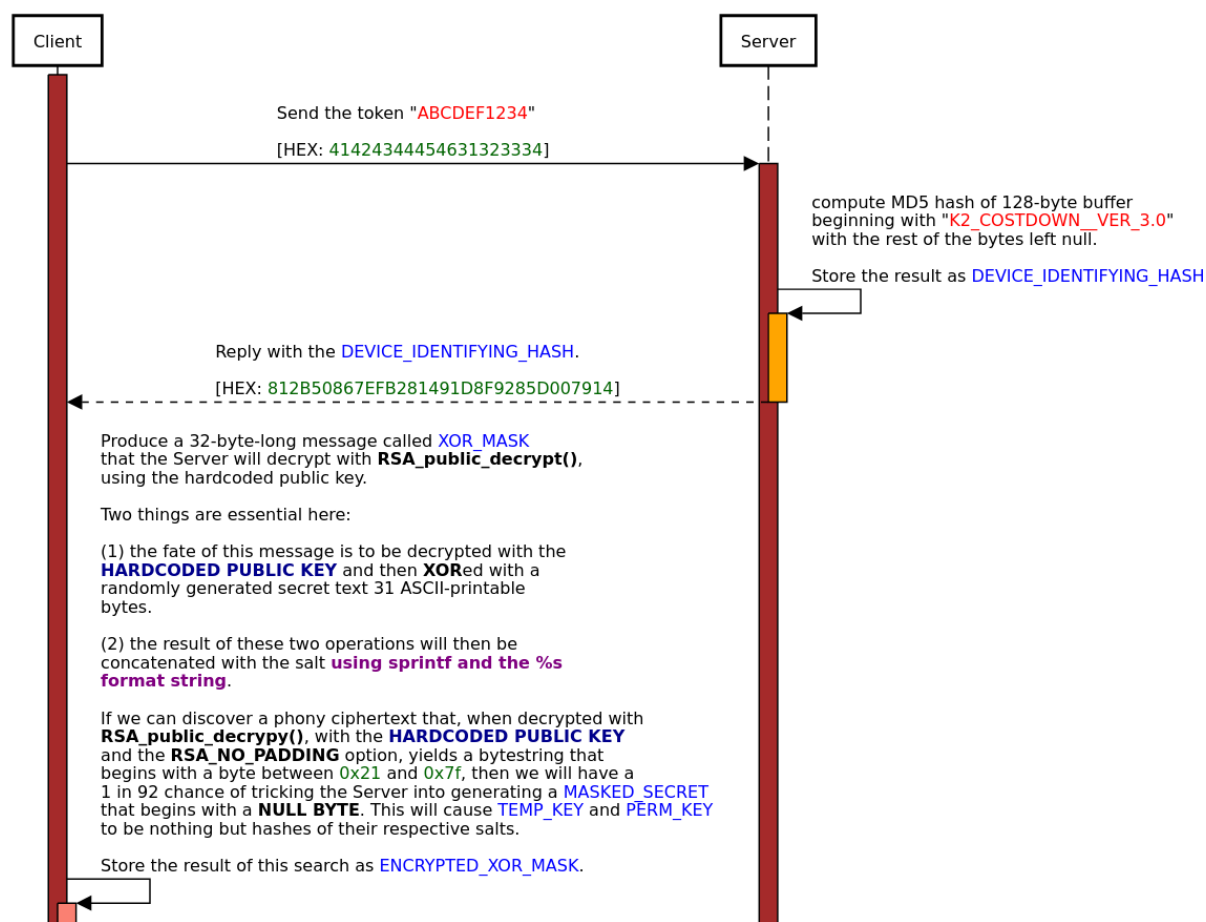 Client
Server
Send the token "ABCDEF1234"
[HEX: 41424344454631323334]
compute MD5 hash of 128-byte buffer
beginning with "K2_COSTDOWN__VER_3.0"
with the rest of the bytes left null.
Store the result as DEVICE_IDENTIFYING_HASH
Reply with the DEVICE_IDENTIFYING_HASH.
[HEX: 812B50867EFB281491D8F9285D007914]
Produce a 32-byte-long message called XOR_MASK
that the Server will decrypt with RSA_public_decrypt(),
using the hardcoded public key.
Two things are essential here:
(1) the fate of this message is to be decrypted with the
HARDCODED PUBLIC KEY and then XORed with a
randomly generated secret text 31 ASCII-printable
bytes.
(2) the result of these two operations will then be
concatenated with the salt using sprintf and the %s
format string.
If we can discover a phony ciphertext that, when decrypted with
RSA_public_decrypy(), with the HARDCODED PUBLIC KEY
and the RSA_NO_PADDING option, yields a bytestring that
begins with a byte between 0x21 and 0x7f, then we will have a
1 in 92 chance of tricking the Server into generating a MASKED_SECRET
that begins with a NULL BYTE. This will cause TEMP_KEY and PERM_KEY
to be nothing but hashes of their respective salts.
Store the result of this search as ENCRYPTED_XOR_MASK.